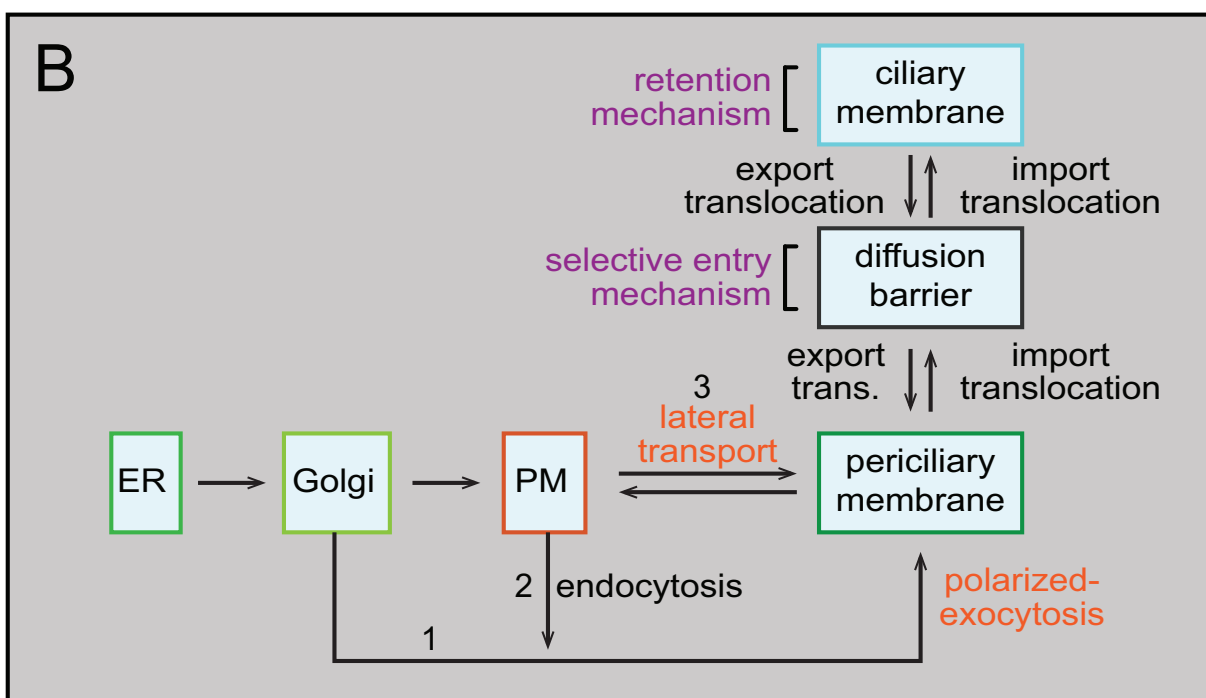 B
retention
mechanism
ciliary
membrane
export
translocation
import
translocation
selective entry
mechanism
diffusion
barrier
export
trans.
import
translocation
3
lateral
transport
ER
Golgi
PM
periciliary
membrane
2 endocytosis
polarized-
exocytosis
1